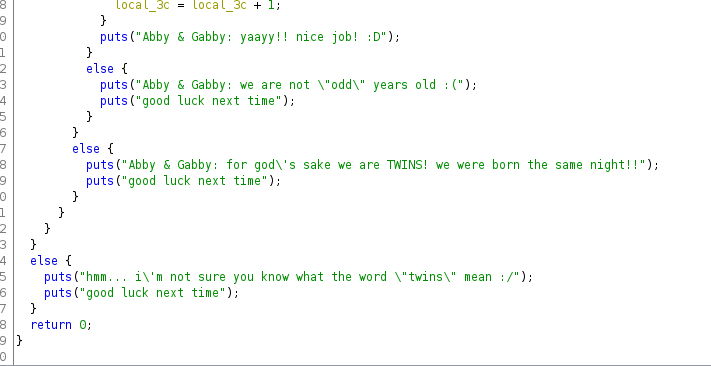 8 local_3c = local_3c + 1;
9 }
0 puts("Abby & Gabby: yaayy!! nice job! :D");
1 }
2 else {
3 puts("Abby & Gabby: we are not \"odd\" years old :(");
4 puts("good luck next time");
5 }
6 }
7 else {
8 puts("Abby & Gabby: for god\'s sake we are TWINS! we were born the same night!!");
9 puts("good luck next time");
0 }
1 }
2 }
3 }
4 else {
5 puts("hmm... i\'m not sure you know what the word \"twins\" mean :/");
6 puts("good luck next time");
7 }
8 return 0;
9 }
0